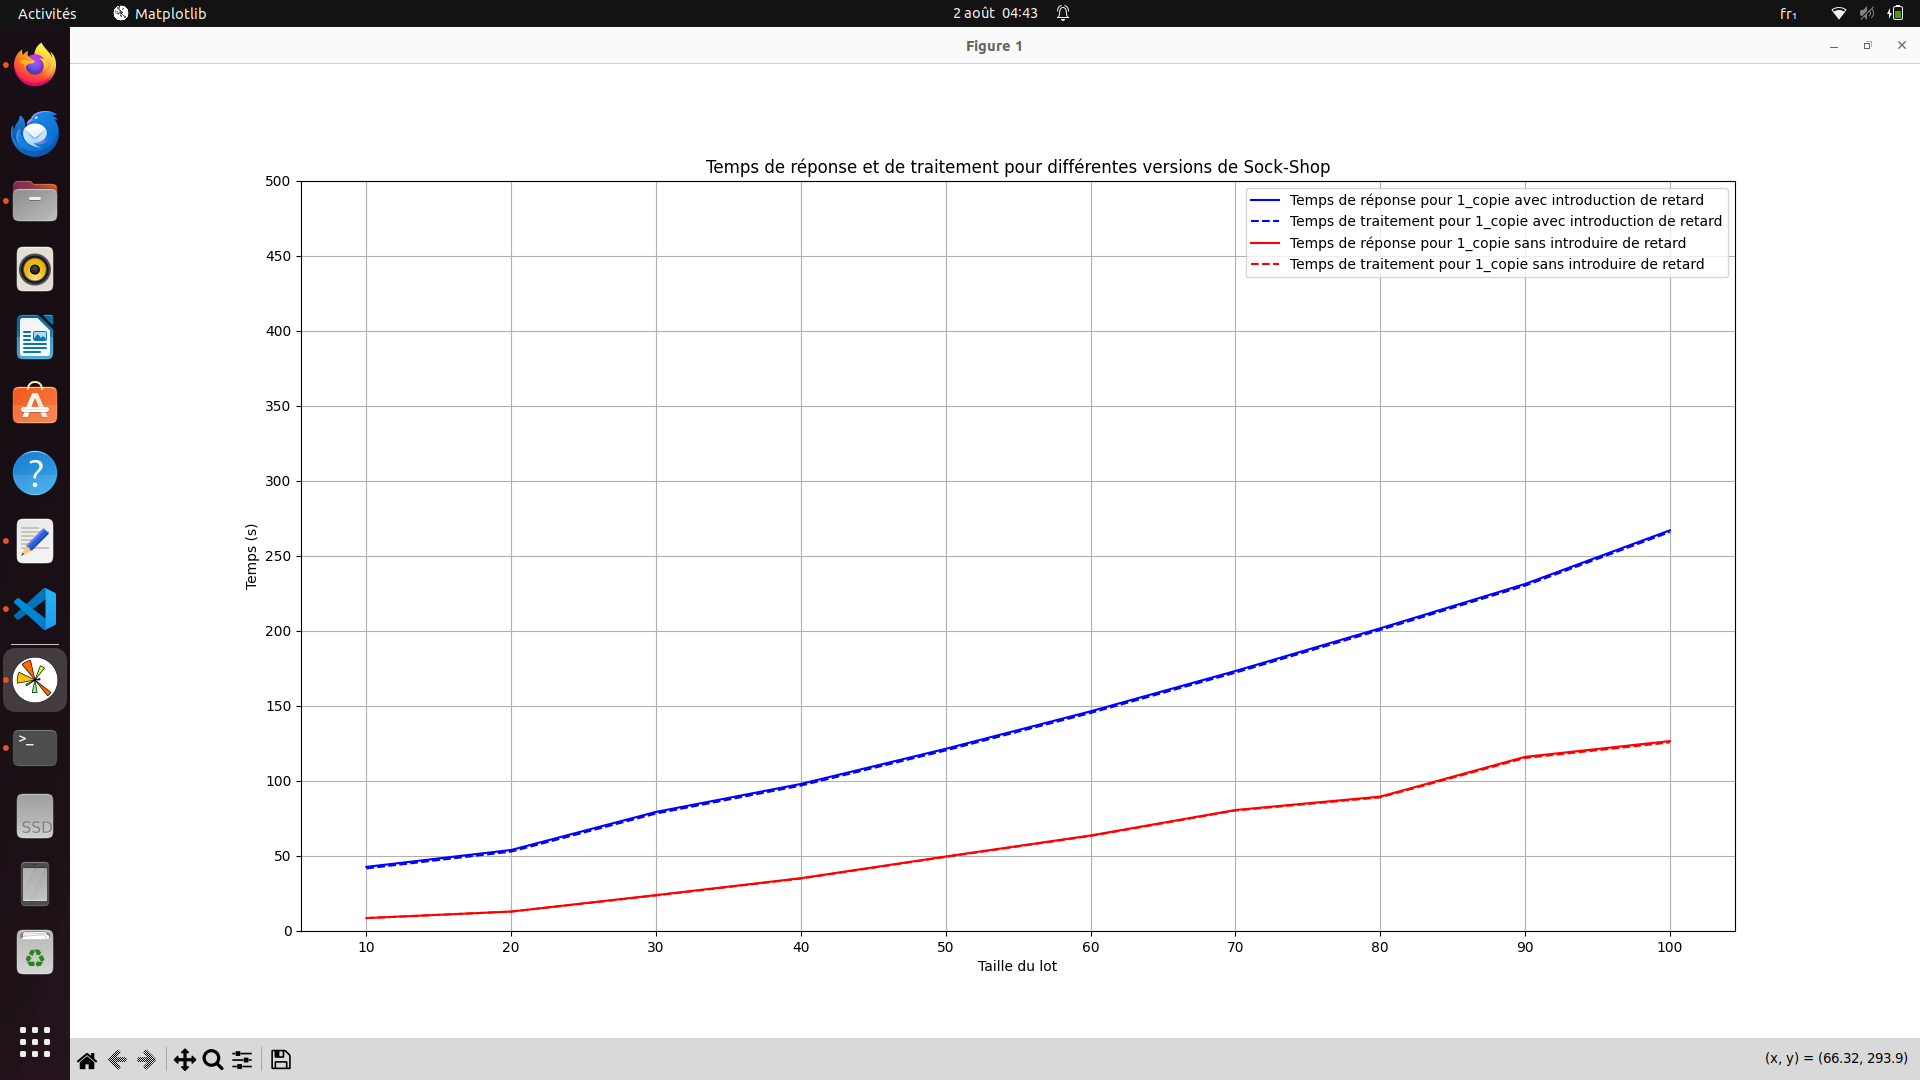 Activités
Matplotlib
2 août 04:43
fr₁
Figure 1
Temps de réponse et de traitement pour différentes versions de Sock-Shop
Temps de réponse pour 1_copie avec introduction de retard
Temps de traitement pour 1_copie avec introduction de retard
Temps de réponse pour 1_copie sans introduire de retard
Temps de traitement pour 1_copie sans introduire de retard
500
450
400
350
300
250
200
150
100
50
0
Temps (s)
10 20 30 40 50 60 70 80 90 100
Taille du lot
SSD
(x, y) = (66.32, 293.9)